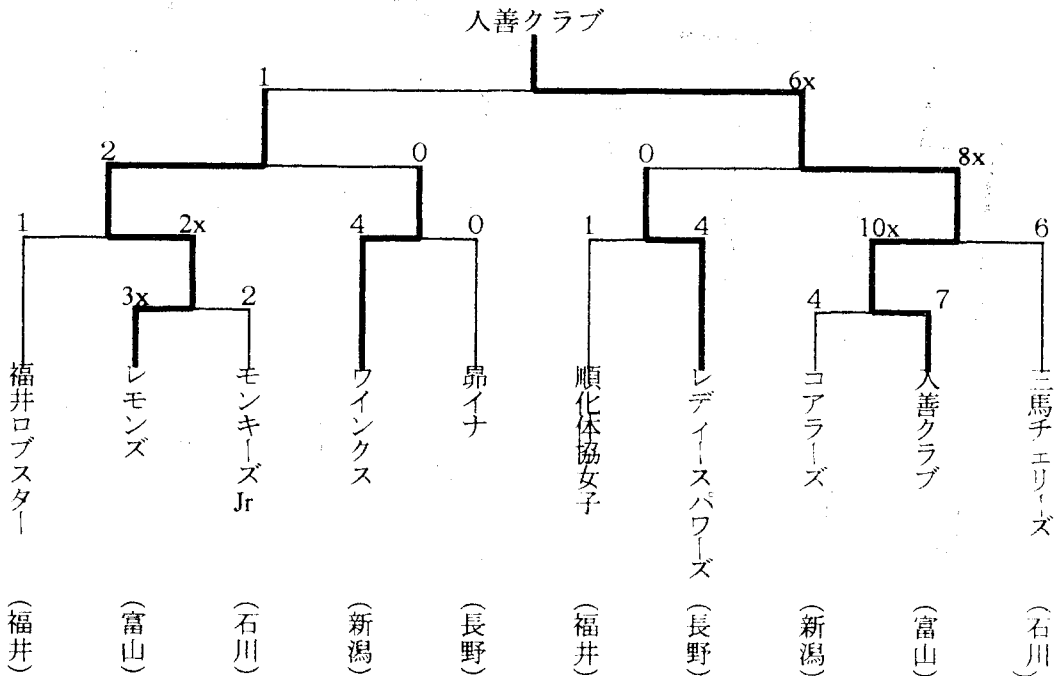 人善クラブ
1 6x
2 0 0 8x
1 2x 4 0 1 4 10x 6
3x 2 4 7
福井ロブスター
レモンズ
モンキーズJr
ウインクス
昴イナ
順化体協女子
レディースパワーズ
コアラーズ
人善クラブ
三馬チェリーズ
(福井)
(富山)
(石川)
(新潟)
(長野)
(福井)
(長野)
(新潟)
(富山)
(石川)